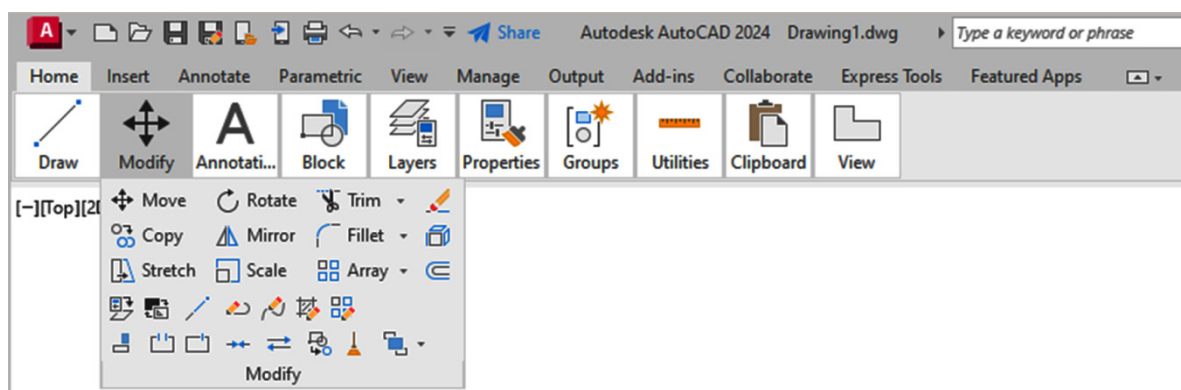 A Share Autodesk AutoCAD 2024 Drawing1.dwg Type a keyword or phrase
Home Insert Annotate Parametric View Manage Output Add-ins Collaborate Express Tools Featured Apps
A
Draw Modify Annotati... Block Layers Properties Groups Utilities Clipboard View
[−][Top][2D
Move Rotate Trim
Copy Mirror Fillet
Stretch Scale Array
Modify